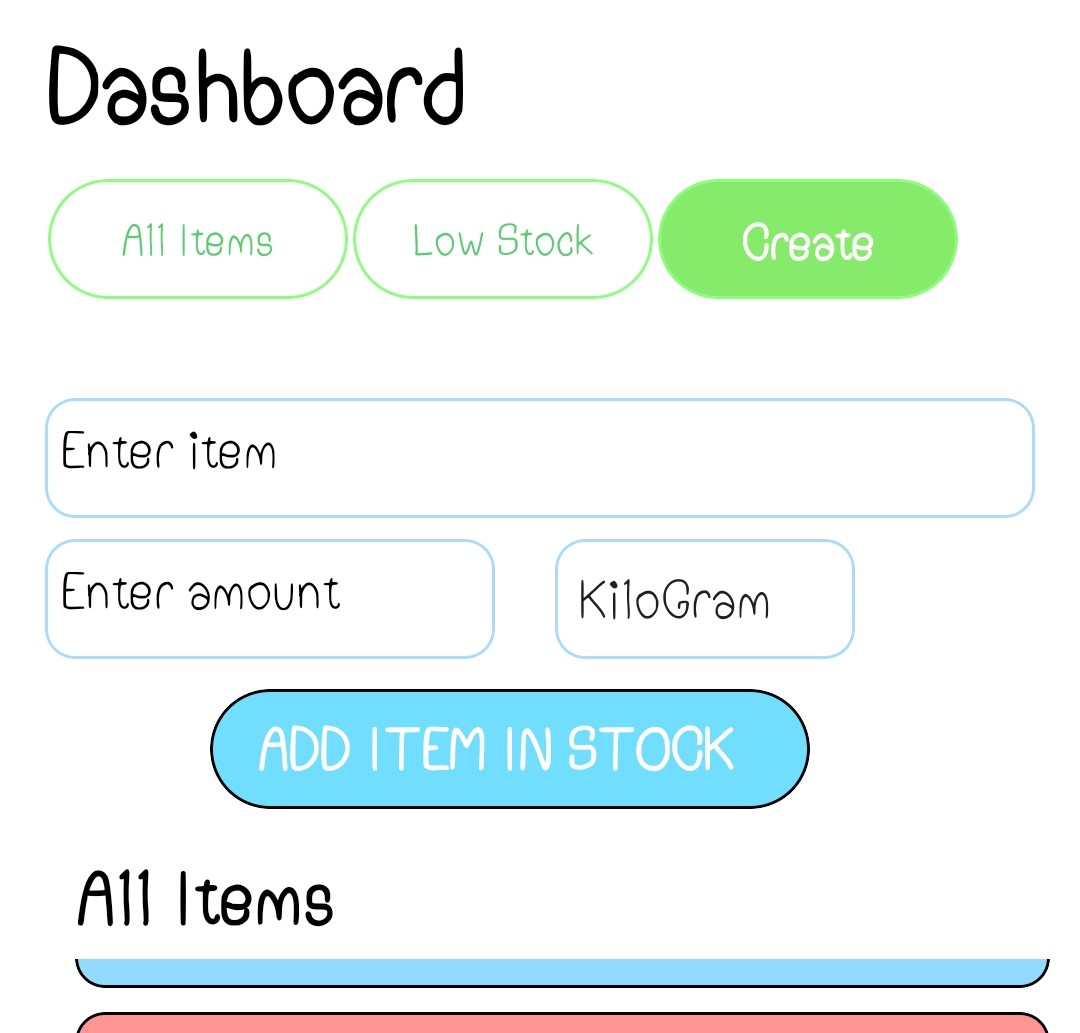 Dashboard
All Items
Low Stock
Create
Enter item
Enter amount
KiloGram
ADD ITEM IN STOCK
All Items